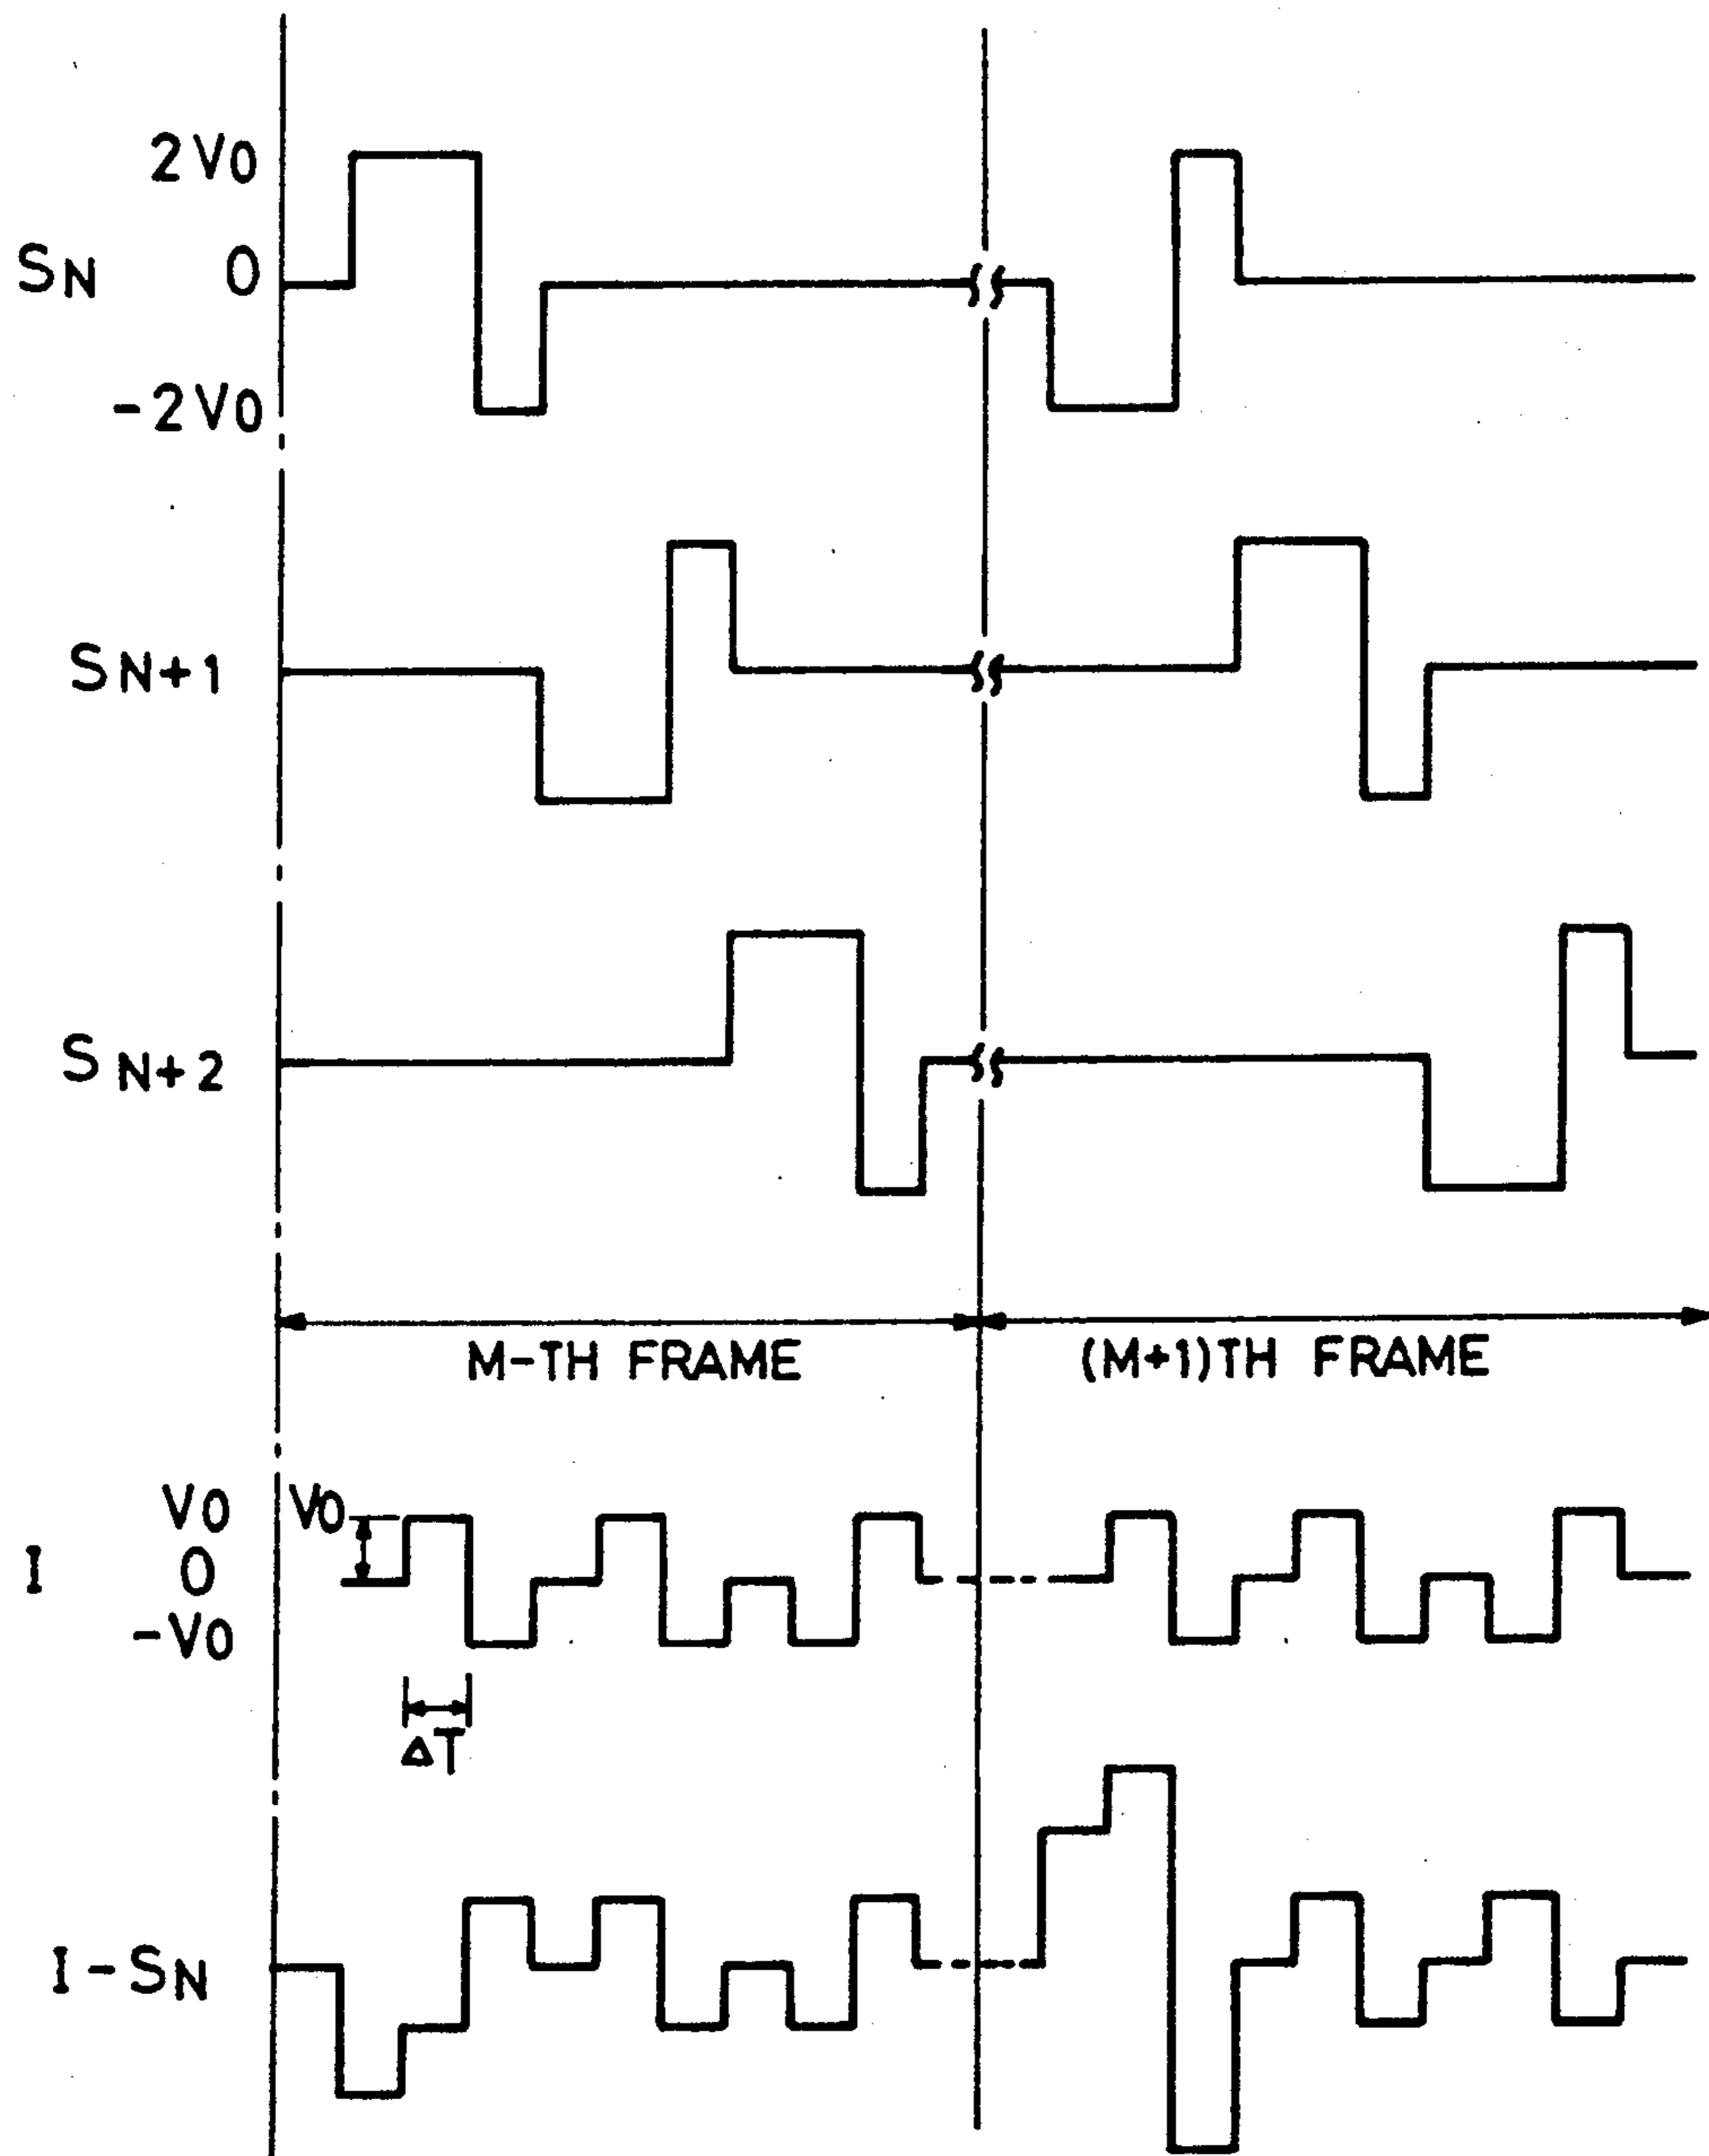 2V0
SN 0
-2V0
SN+1
SN+2
M-TH FRAME (M+1)TH FRAME
V0 V0
I 0
-V0
ΔT
I-SN